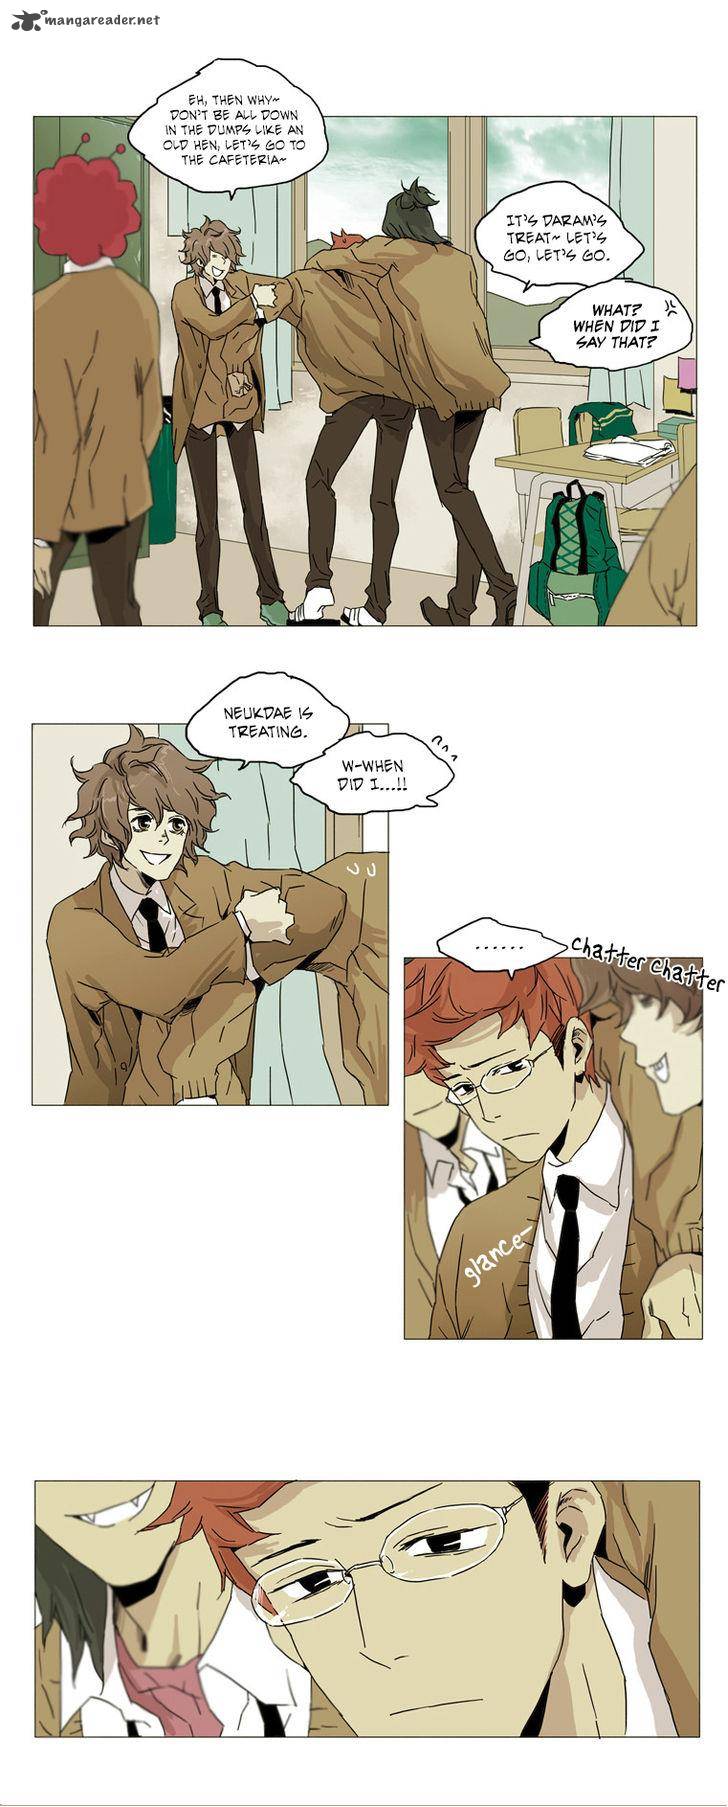 mangareader.net
EH, THEN WHY~
DON'T BE ALL DOWN
IN THE DUMPS LIKE AN
OLD HEN, LET'S GO TO
THE CAFETERIA~
IT'S DARAM'S
TREAT~ LET'S
GO, LET'S GO.
WHAT?
WHEN DID I
SAY THAT?
NEUKDAE IS
TREATING.
W-WHEN
DID I...!!
......
Chatter Chatter
glance~